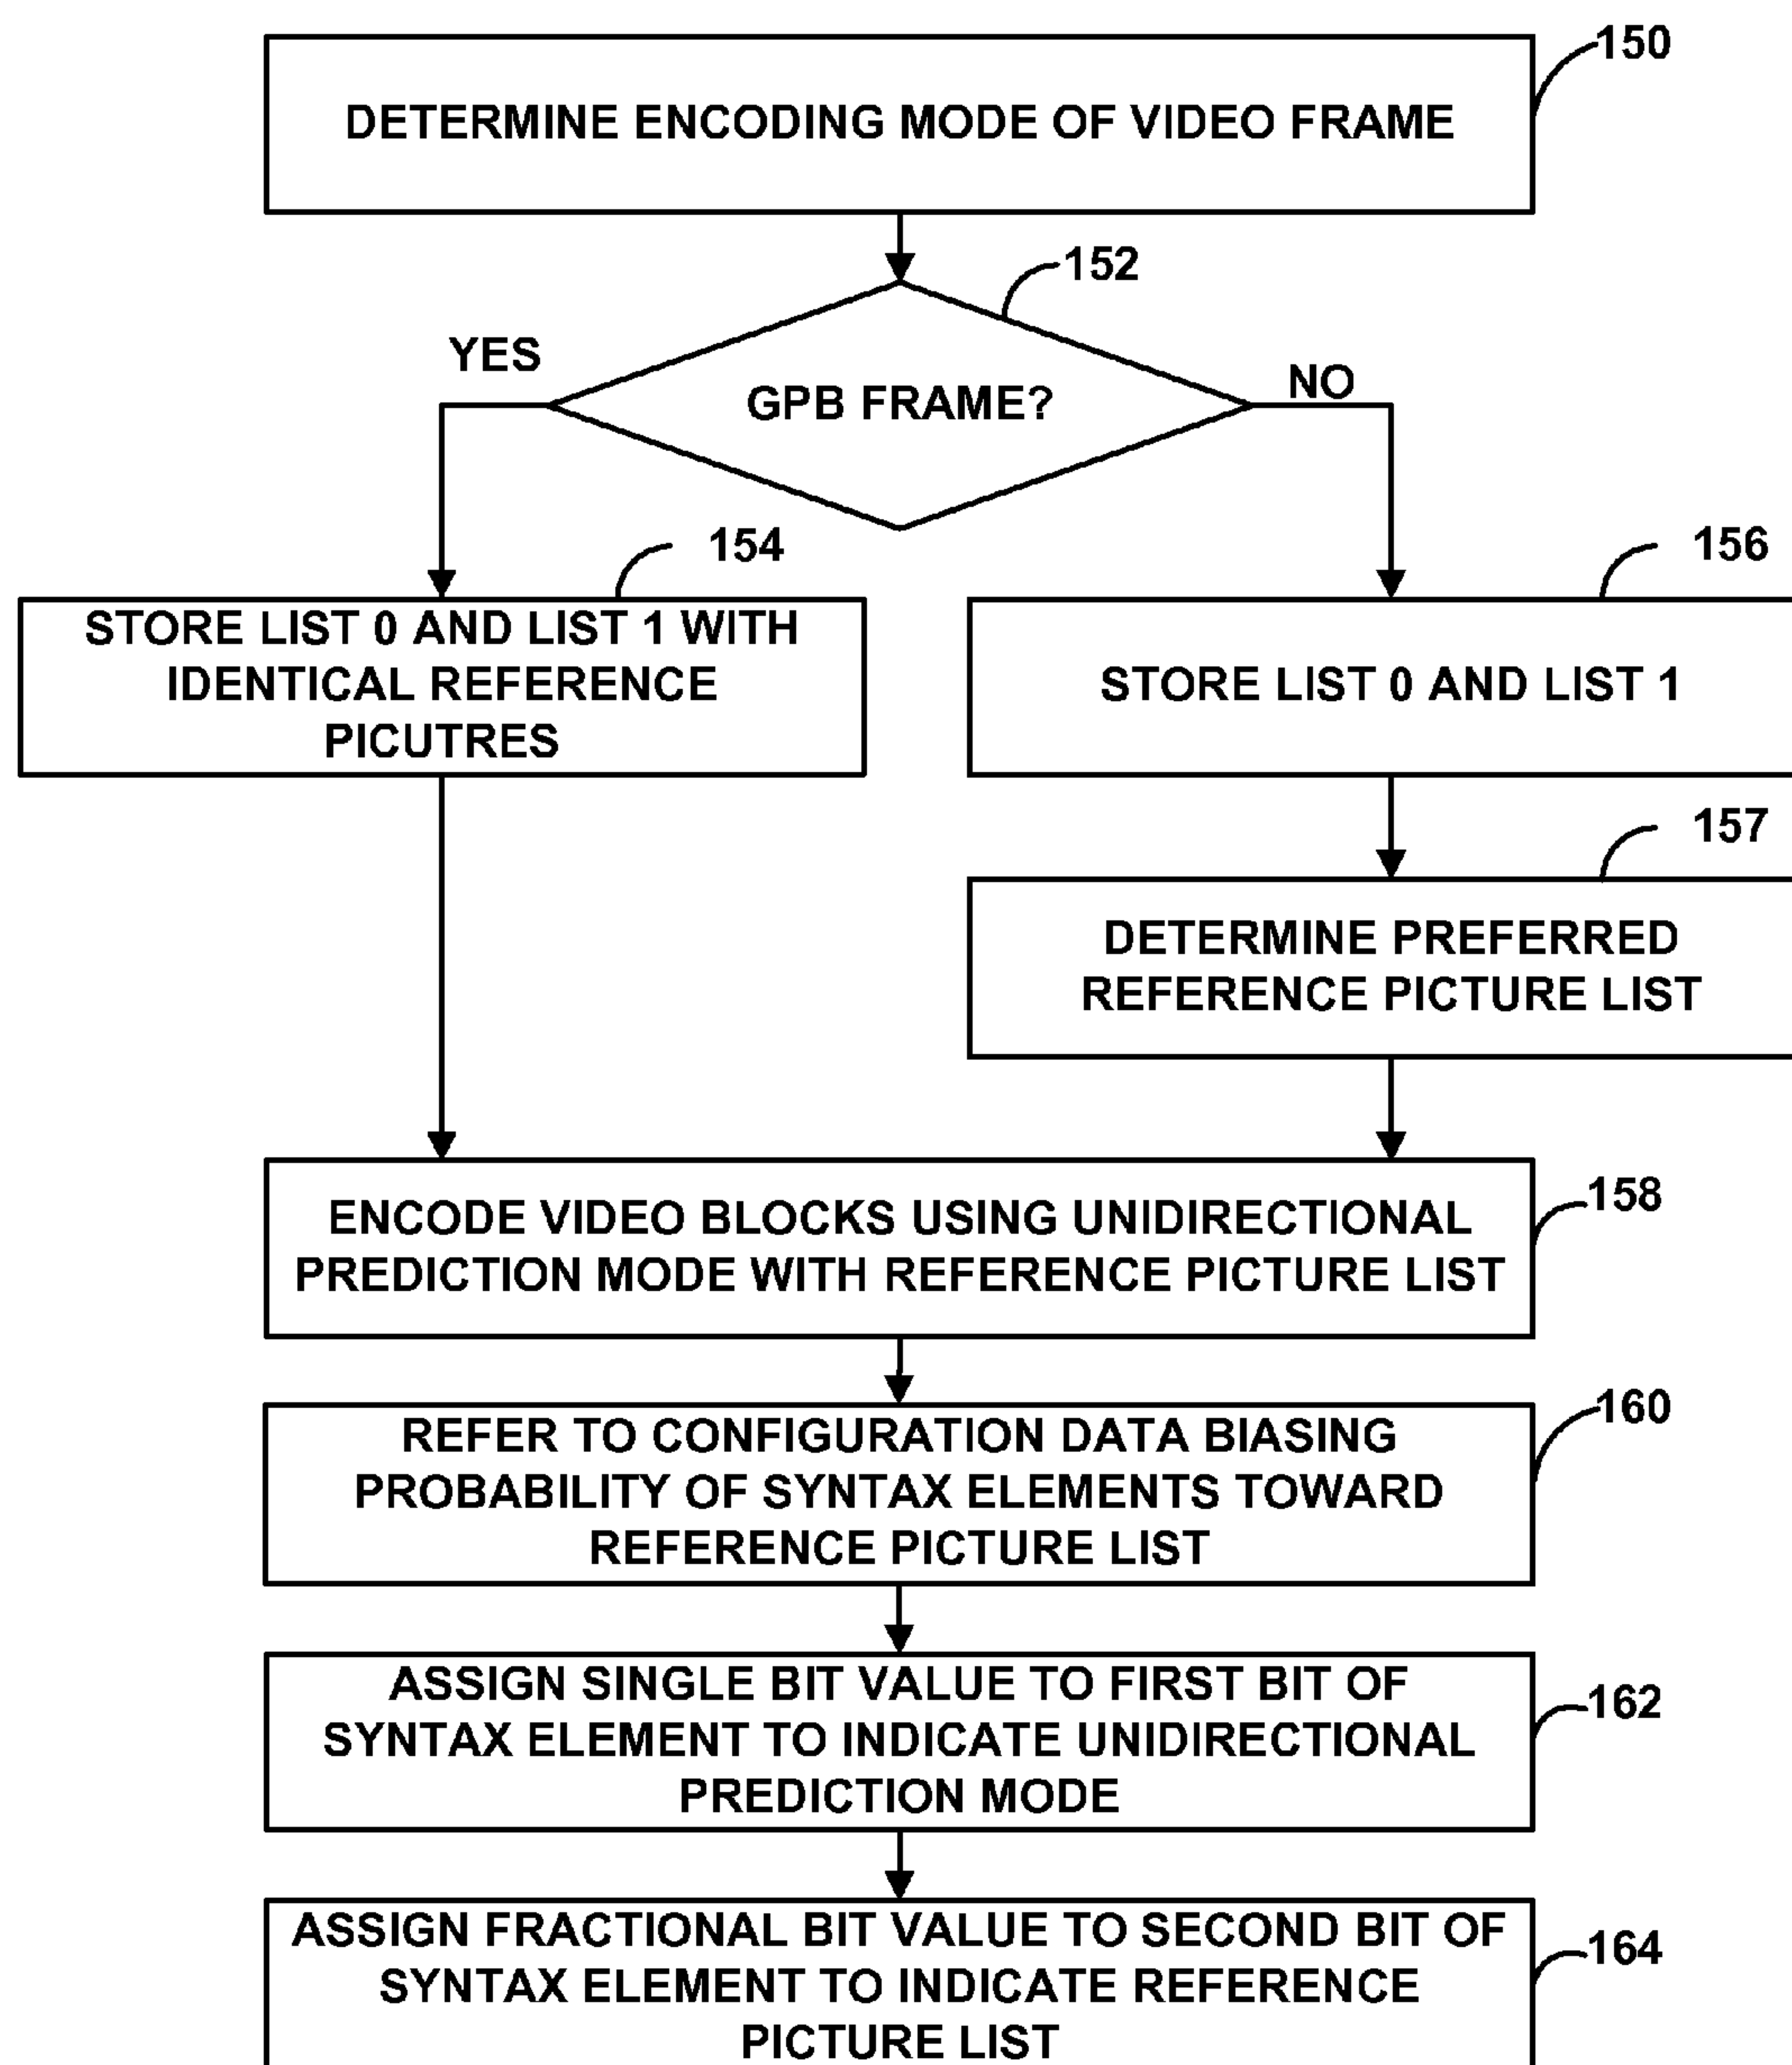 150
DETERMINE ENCODING MODE OF VIDEO FRAME
152
YES
GPB FRAME?
NO
154
156
STORE LIST 0 AND LIST 1 WITH
IDENTICAL REFERENCE
PICUTRES
STORE LIST 0 AND LIST 1
157
DETERMINE PREFERRED
REFERENCE PICTURE LIST
158
ENCODE VIDEO BLOCKS USING UNIDIRECTIONAL
PREDICTION MODE WITH REFERENCE PICTURE LIST
160
REFER TO CONFIGURATION DATA BIASING
PROBABILITY OF SYNTAX ELEMENTS TOWARD
REFERENCE PICTURE LIST
162
ASSIGN SINGLE BIT VALUE TO FIRST BIT OF
SYNTAX ELEMENT TO INDICATE UNIDIRECTIONAL
PREDICTION MODE
164
ASSIGN FRACTIONAL BIT VALUE TO SECOND BIT OF
SYNTAX ELEMENT TO INDICATE REFERENCE
PICTURE LIST